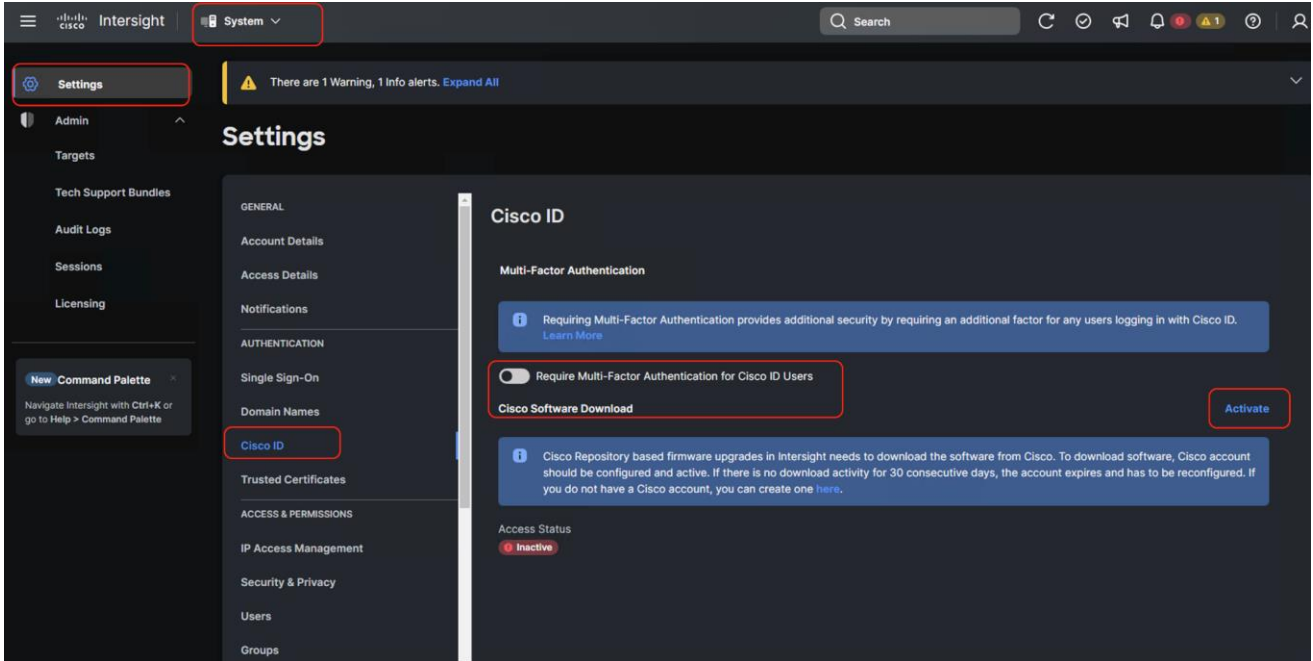 cisco Intersight
System
Search
1
Settings
Admin
Targets
Tech Support Bundles
Audit Logs
Sessions
Licensing
New Command Palette
Navigate Intersight with Ctrl+K or
go to Help > Command Palette
There are 1 Warning, 1 Info alerts. Expand All
Settings
GENERAL
Account Details
Access Details
Notifications
AUTHENTICATION
Single Sign-On
Domain Names
Cisco ID
Trusted Certificates
ACCESS & PERMISSIONS
IP Access Management
Security & Privacy
Users
Groups
Cisco ID
Multi-Factor Authentication
Requiring Multi-Factor Authentication provides additional security by requiring an additional factor for any users logging in with Cisco ID.
Learn More
Require Multi-Factor Authentication for Cisco ID Users
Cisco Software Download
Activate
Cisco Repository based firmware upgrades in Intersight needs to download the software from Cisco. To download software, Cisco account
should be configured and active. If there is no download activity for 30 consecutive days, the account expires and has to be reconfigured. If
you do not have a Cisco account, you can create one here.
Access Status
Inactive